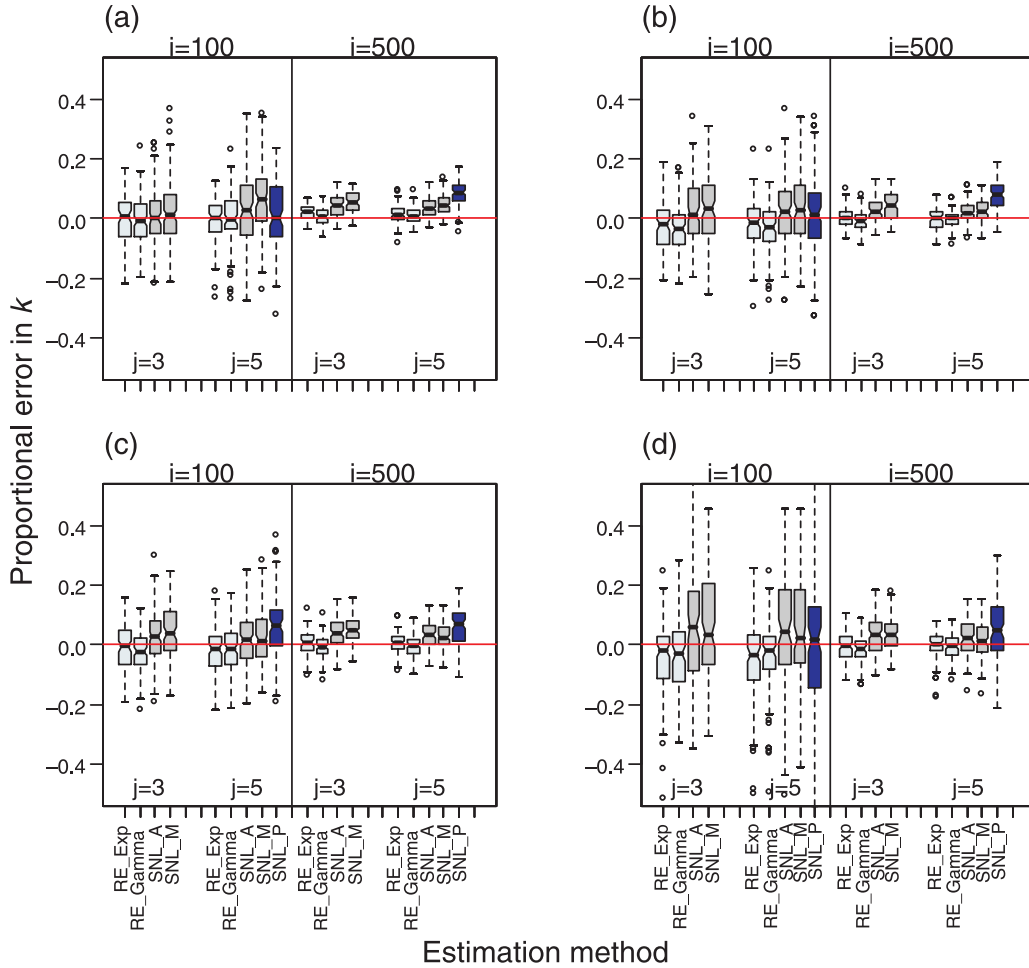 (a)
(b)
i=100
i=500
i=100
i=500
0.4
0.2
0.0
−0.2
−0.4
0.4
0.2
0.0
−0.2
−0.4
j=3
j=5
j=3
j=5
j=3
j=5
j=3
j=5
Proportional error in k
(c)
(d)
i=100
i=500
i=100
i=500
0.4
0.2
0.0
−0.2
−0.4
0.4
0.2
0.0
−0.2
−0.4
j=3
j=5
j=3
j=5
j=3
j=5
j=3
j=5
RE_Exp
RE_Gamma
SNL_A
SNL_M
RE_Exp
RE_Gamma
SNL_A
SNL_M
SNL_P
RE_Exp
RE_Gamma
SNL_A
SNL_M
RE_Exp
RE_Gamma
SNL_A
SNL_M
SNL_P
RE_Exp
RE_Gamma
SNL_A
SNL_M
RE_Exp
RE_Gamma
SNL_A
SNL_M
SNL_P
RE_Exp
RE_Gamma
SNL_A
SNL_M
RE_Exp
RE_Gamma
SNL_A
SNL_M
SNL_P
Estimation method